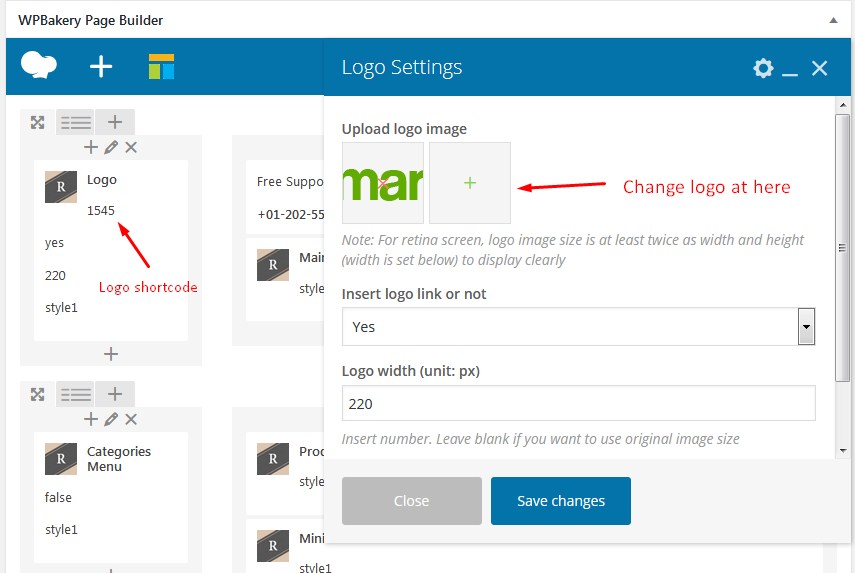 WPBakery Page Builder
Logo Settings
Upload logo image
mar
Change logo at here
Note: For retina screen, logo image size is at least twice as width and height
(width is set below) to display clearly
Insert logo link or not
Yes
Logo width (unit: px)
220
Insert number. Leave blank if you want to use original image size
Close
Save changes
R
Logo
1545
yes
220
style1
Logo shortcode
Free Suppo
+01-202-55
R
Mai
style
R
Categories
Menu
false
style1
R
Prod
style
R
Mini
style1